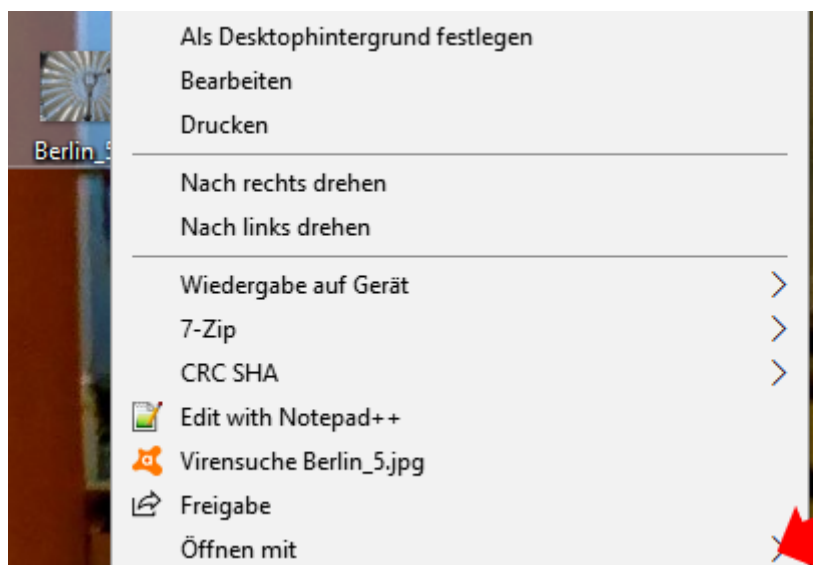 Als Desktophintergrund festlegen
Bearbeiten
Drucken
Berlin_5
Nach rechts drehen
Nach links drehen
Wiedergabe auf Gerät
7-Zip
CRC SHA
Edit with Notepad++
Virensuche Berlin_5.jpg
Freigabe
Öffnen mit